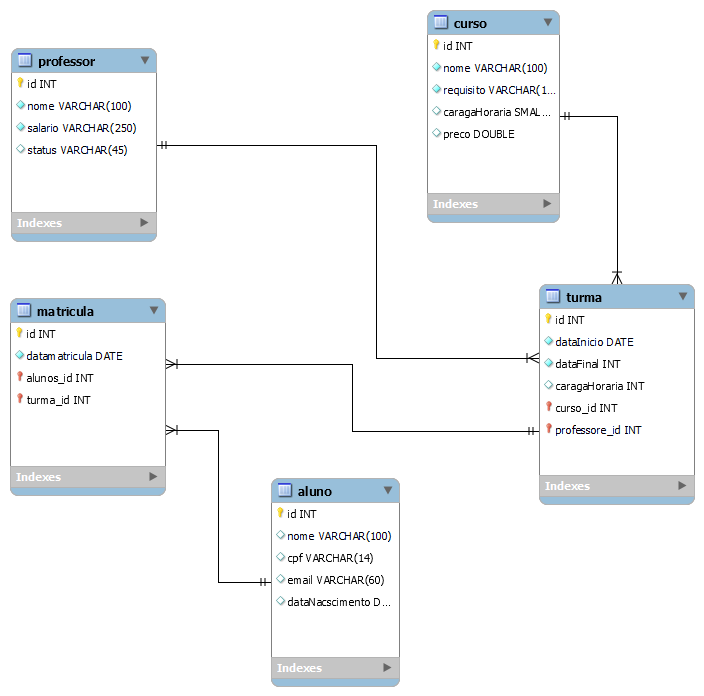 professor
id INT
nome VARCHAR(100)
salario VARCHAR(250)
status VARCHAR(45)
Indexes
curso
id INT
nome VARCHAR(100)
requisito VARCHAR(1...
caragaHoraria SMAL...
preco DOUBLE
Indexes
matricula
id INT
datamatricula DATE
alunos_id INT
turma_id INT
Indexes
turma
id INT
dataInicio DATE
dataFinal INT
caragaHoraria INT
curso_id INT
professore_id INT
Indexes
aluno
id INT
nome VARCHAR(100)
cpf VARCHAR(14)
email VARCHAR(60)
dataNacscimento D...
Indexes